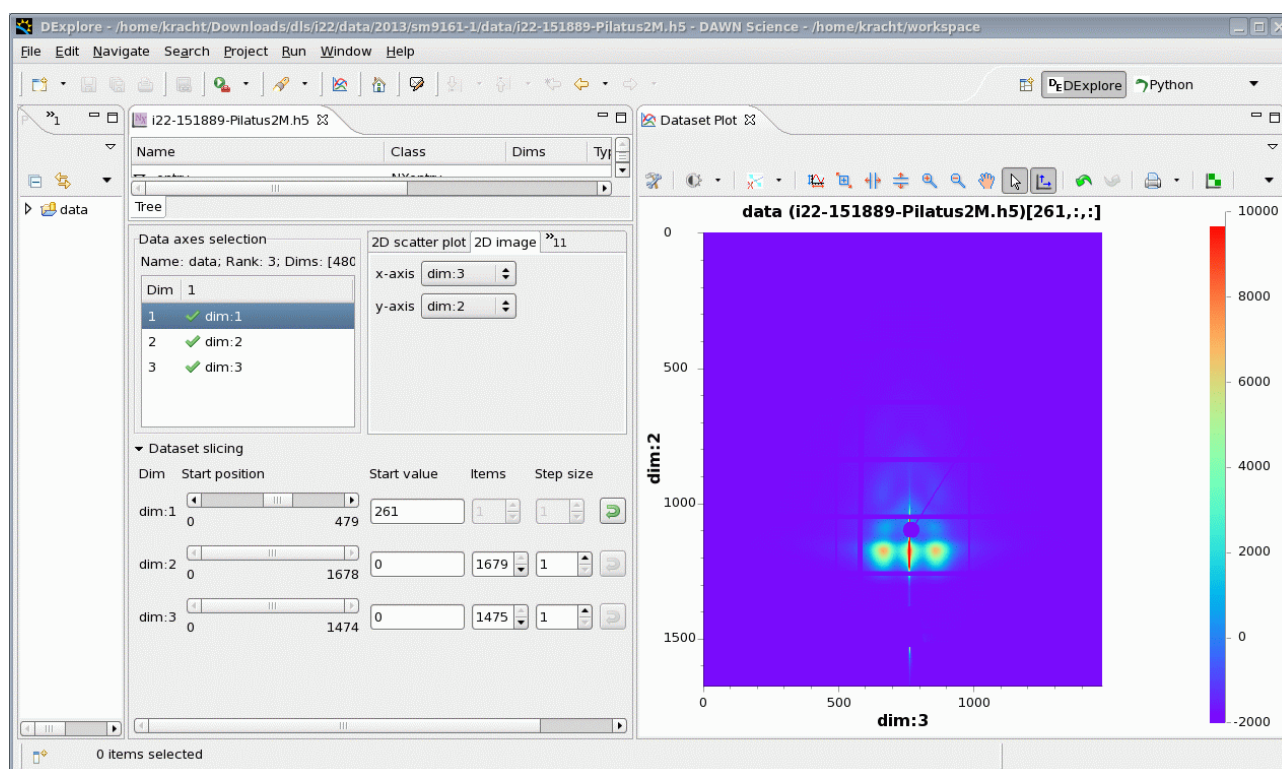 DExplore - /home/kracht/Downloads/dls/i22/data/2013/sm9161-1/data/i22-151889-Pilatus2M.h5 - DAWN Science - /home/kracht/workspace
File Edit Navigate Search Project Run Window Help
DExplore Python
»1
data
i22-151889-Pilatus2M.h5
Name Class Dims Typ
Tree
Data axes selection
Name: data; Rank: 3; Dims: [480
Dim 1
1 dim:1
2 dim:2
3 dim:3
2D scatter plot 2D image »11
x-axis dim:3
y-axis dim:2
Dataset slicing
Dim Start position Start value Items Step size
dim:1 0 479 261 1 1
dim:2 0 1678 0 1679 1
dim:3 0 1474 0 1475 1
Dataset Plot
data (i22-151889-Pilatus2M.h5)[261,:,:]
0
500
1000
1500
dim:2
0 500 1000
dim:3
10000
8000
6000
4000
2000
0
-2000
0 items selected